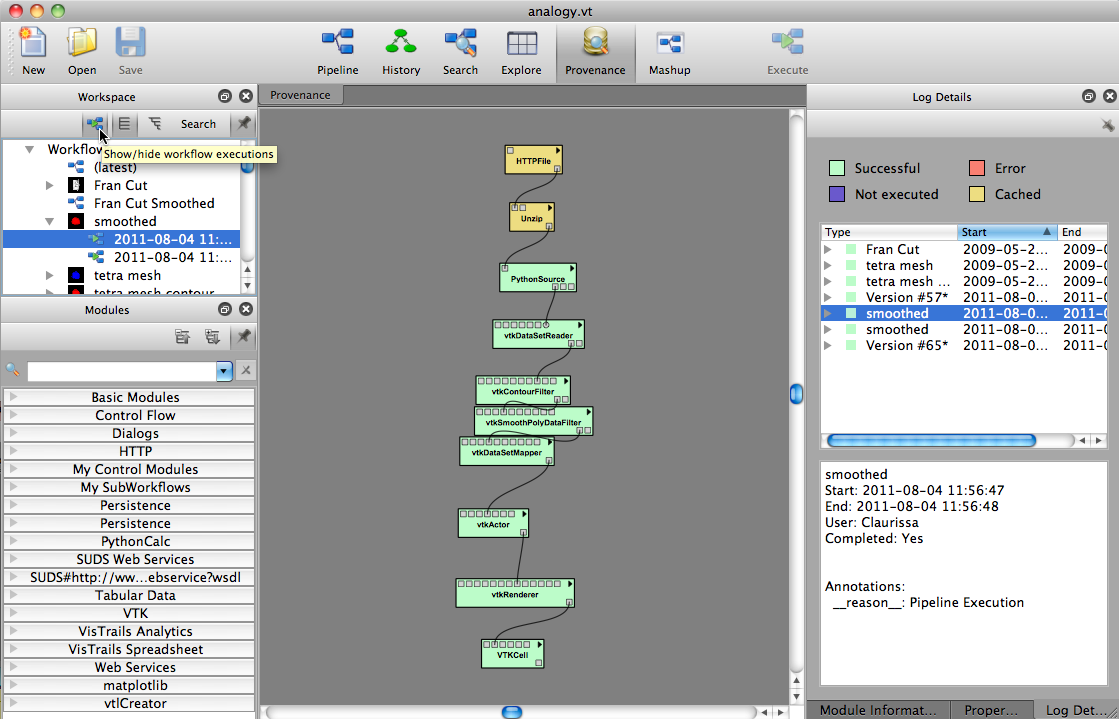 analogy.vt
New Open Save Pipeline History Search Explore Provenance Mashup Execute
Workspace
Search
Show/hide workflow executions
(latest)
Fran Cut
Fran Cut Smoothed
smoothed
2011-08-04 11:...
2011-08-04 11:...
tetra mesh
tetra mesh contour
Modules
Basic Modules
Control Flow
Dialogs
HTTP
My Control Modules
My SubWorkflows
Persistence
Persistence
PythonCalc
SUDS Web Services
SUDS#http://ww...ebservice?wsdl
Tabular Data
VTK
VisTrails Analytics
VisTrails Spreadsheet
Web Services
matplotlib
vtlCreator
Provenance
HTTPFile
Unzip
PythonSource
vtkDataSetReader
vtkContourFilter
vtkSmoothPolyDataFilter
vtkDataSetMapper
vtkActor
vtkRenderer
VTKCell
Log Details
Successful Error
Not executed Cached
Type Start End
Fran Cut 2009-05-2... 2009-0
tetra mesh 2009-05-2... 2009-0
tetra mesh ... 2009-05-2... 2009-0
Version #57* 2011-08-0... 2011-0
smoothed 2011-08-0... 2011-0
smoothed 2011-08-0... 2011-0
Version #65* 2011-08-0... 2011-0
smoothed
Start: 2011-08-04 11:56:47
End: 2011-08-04 11:56:48
User: Claurissa
Completed: Yes
Annotations:
__reason__: Pipeline Execution
Module Informat... Proper... Log Det...